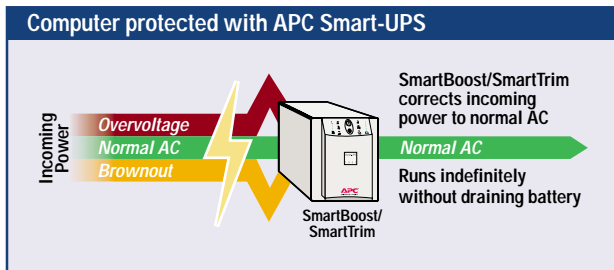 Computer protected with APC Smart-UPS
Incoming
Power
Overvoltage
Normal AC
Brownout
APC
SmartBoost/
SmartTrim
SmartBoost/SmartTrim
corrects incoming
power to normal AC
Normal AC
Runs indefinitely
without draining battery